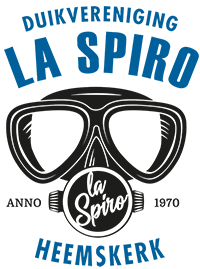 DUIKVERENIGING
LA SPIRO
la
Spiro
ANNO 1970
HEEMSKERK